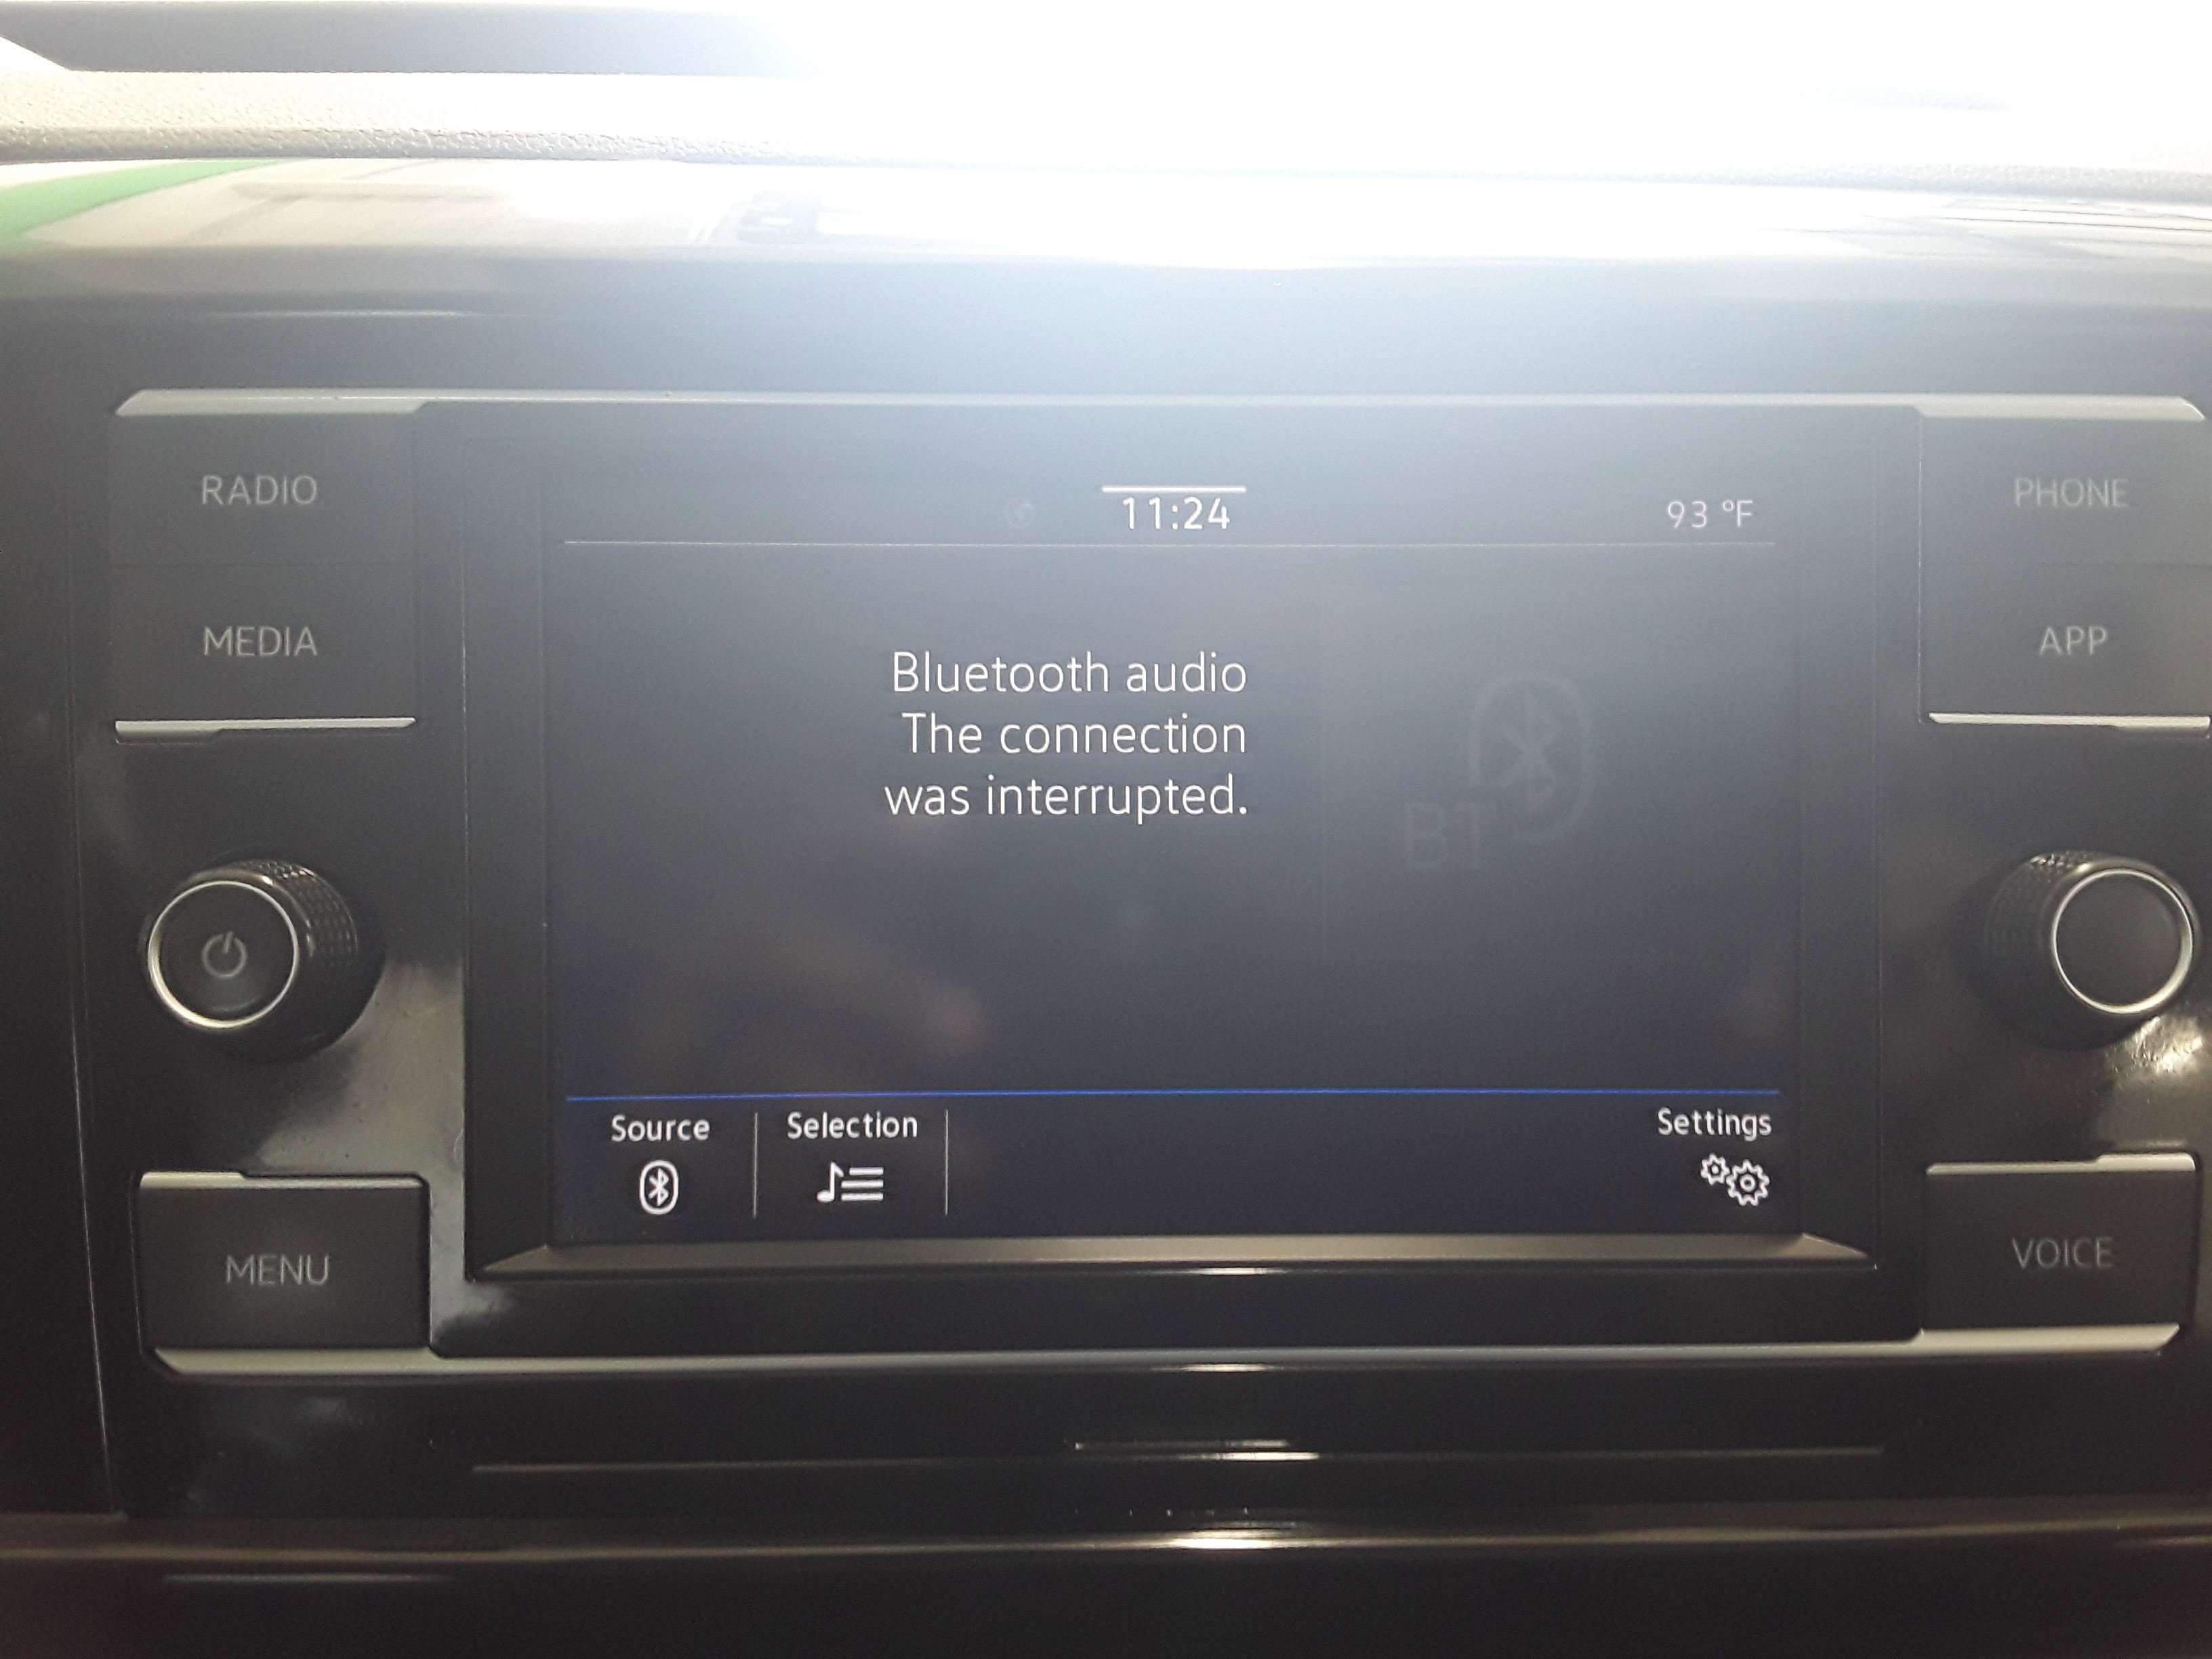 RADIO
MEDIA
MENU
11:24
93 °F
Bluetooth audio
The connection
was interrupted.
BT
Source
Selection
Settings
PHONE
APP
VOICE